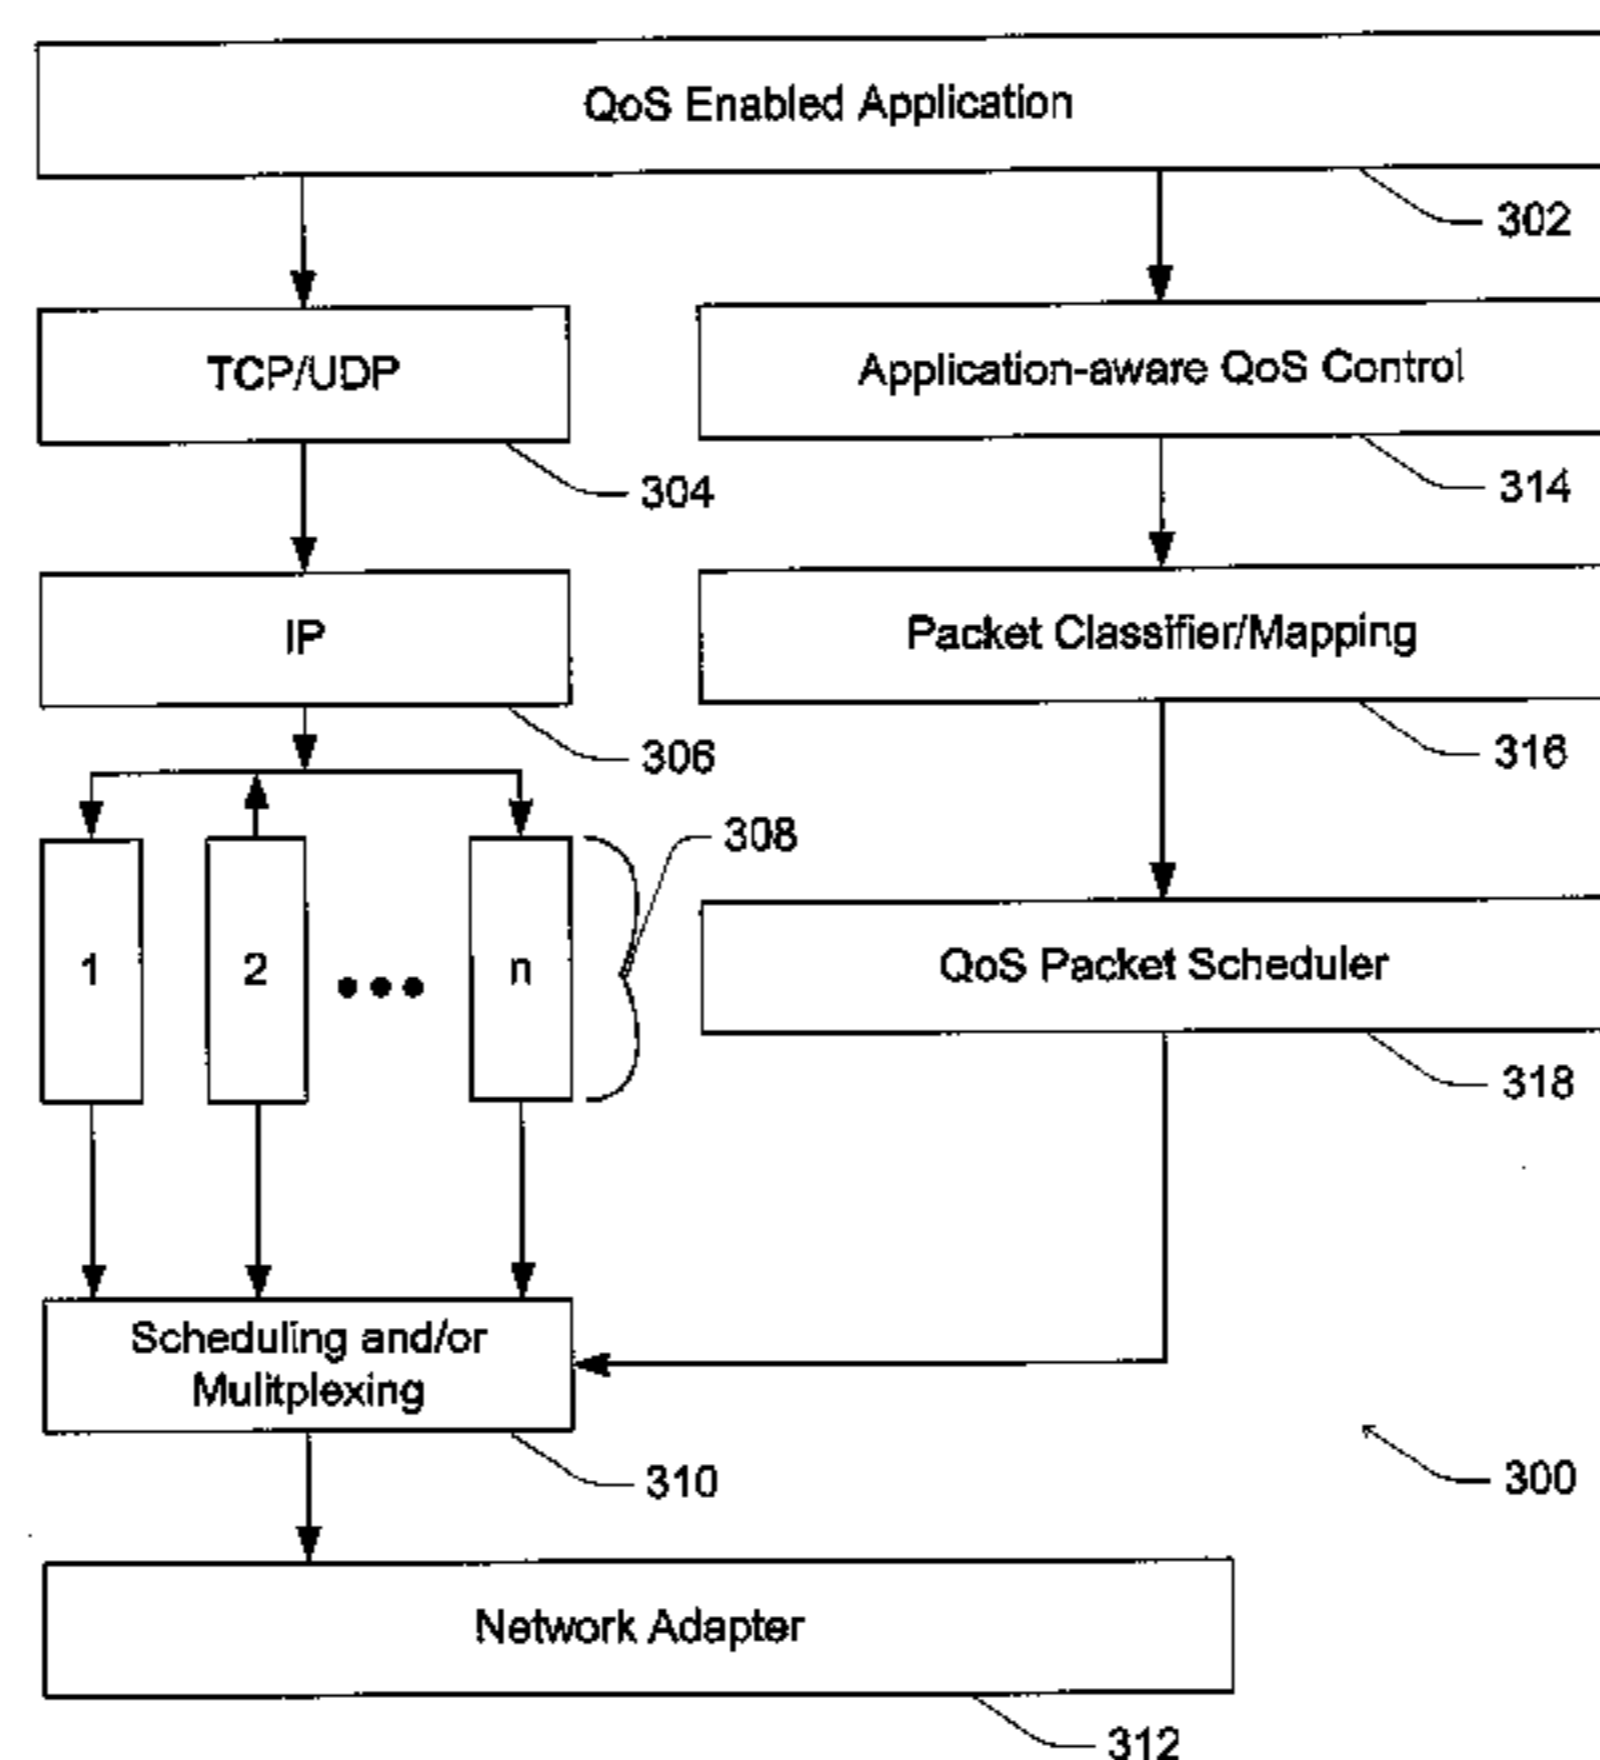 QoS Enabled Application
302
TCP/UDP
Application-aware QoS Control
304
314
IP
Packet Classifier/Mapping
306
316
308
1
2
n
QoS Packet Scheduler
318
Scheduling and/or
Mulitplexing
310
300
Network Adapter
312